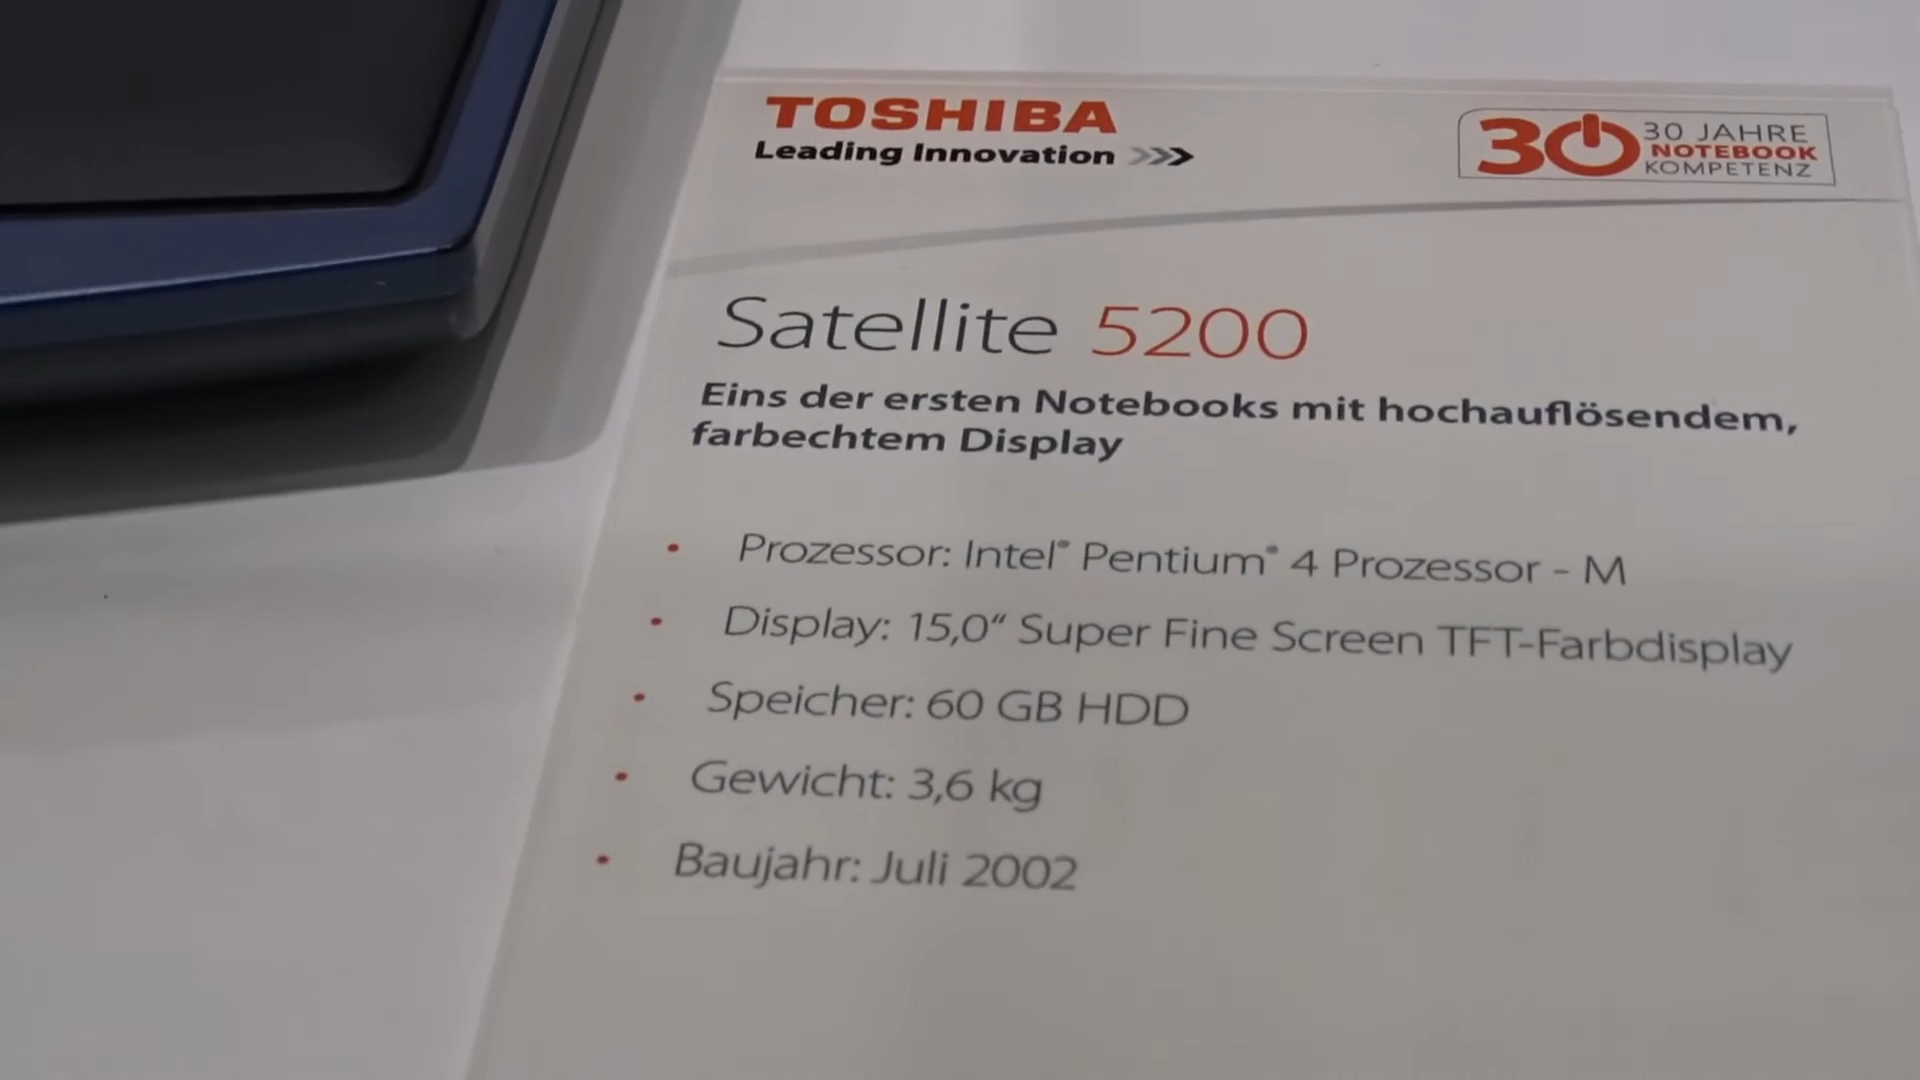 TOSHIBA
Leading Innovation >>>
30
30 JAHRE
NOTEBOOK
KOMPETENZ
Satellite 5200
Eins der ersten Notebooks mit hochauflösendem,
farbechtem Display
• Prozessor: Intel® Pentium® 4 Prozessor - M
• Display: 15,0“ Super Fine Screen TFT-Farbdisplay
• Speicher: 60 GB HDD
• Gewicht: 3,6 kg
• Baujahr: Juli 2002